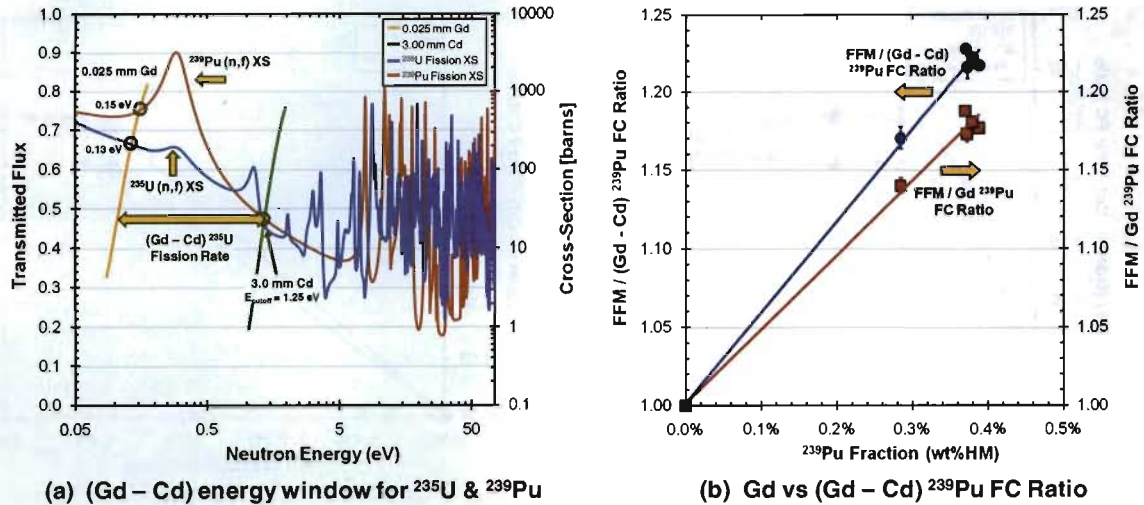 1.0
0.9
0.8
0.7
0.6
0.5
0.4
0.3
0.2
0.1
0.0
Transmitted Flux
0.05
0.5
5
50
Neutron Energy (eV)
10000
1000
100
10
1
0.1
Cross-Section [barns]
0.025 mm Gd
3.00 mm Cd
²³⁵U Fission XS
²³⁹Pu Fission XS
²³⁹Pu (n,f) XS
0.025 mm Gd
0.15 eV
0.13 eV
²³⁵U (n,f) XS
(Gd – Cd) ²³⁵U
Fission Rate
3.0 mm Cd
E_cutoff = 1.25 eV
(a) (Gd – Cd) energy window for ²³⁵U & ²³⁹Pu
FFM / (Gd - Cd) ²³⁹Pu FC Ratio
1.25
1.20
1.15
1.10
1.05
1.00
FFM / (Gd - Cd)
²³⁹Pu FC Ratio
FFM / Gd ²³⁹Pu
FC Ratio
0.0%
0.1%
0.2%
0.3%
0.4%
0.5%
²³⁹Pu Fraction (wt%HM)
1.25
1.20
1.15
1.10
1.05
1.00
FFM / Gd ²³⁹Pu FC Ratio
(b) Gd vs (Gd – Cd) ²³⁹Pu FC Ratio